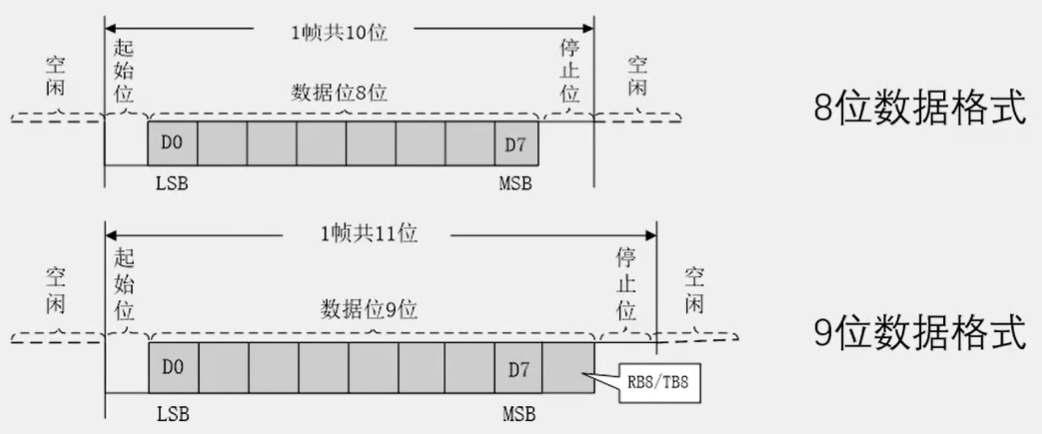 1帧共10位
空闲
起始位
数据位8位
停止位
空闲
8位数据格式
D0
D7
LSB
MSB
1帧共11位
空闲
起始位
数据位9位
停止位
空闲
9位数据格式
D0
D7
RB8/TB8
LSB
MSB